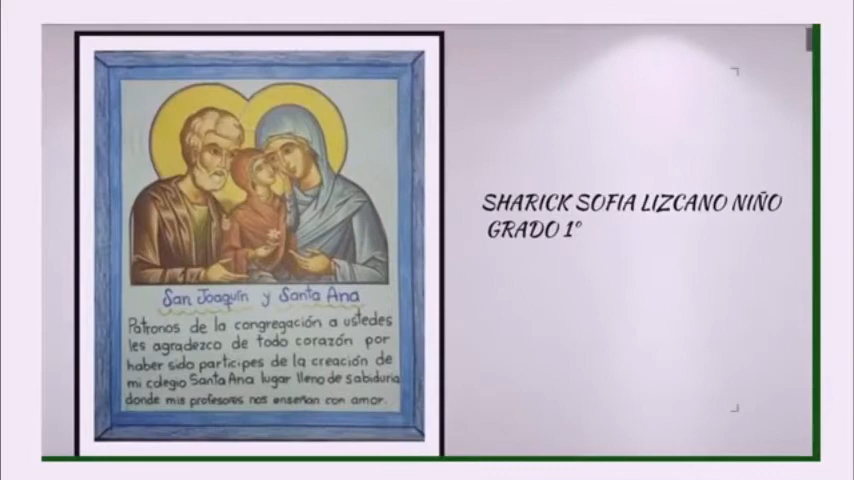 San Joaquín y Santa Ana
Patronos de la congregación a ustedes
les agradezco de todo corazón por
haber sido participes de la creación de
mi colegio Santa Ana lugar lleno de sabiduria
donde mis profesores nos enseñan con amor.
SHARICK SOFIA LIZCANO NIÑO
GRADO 1°